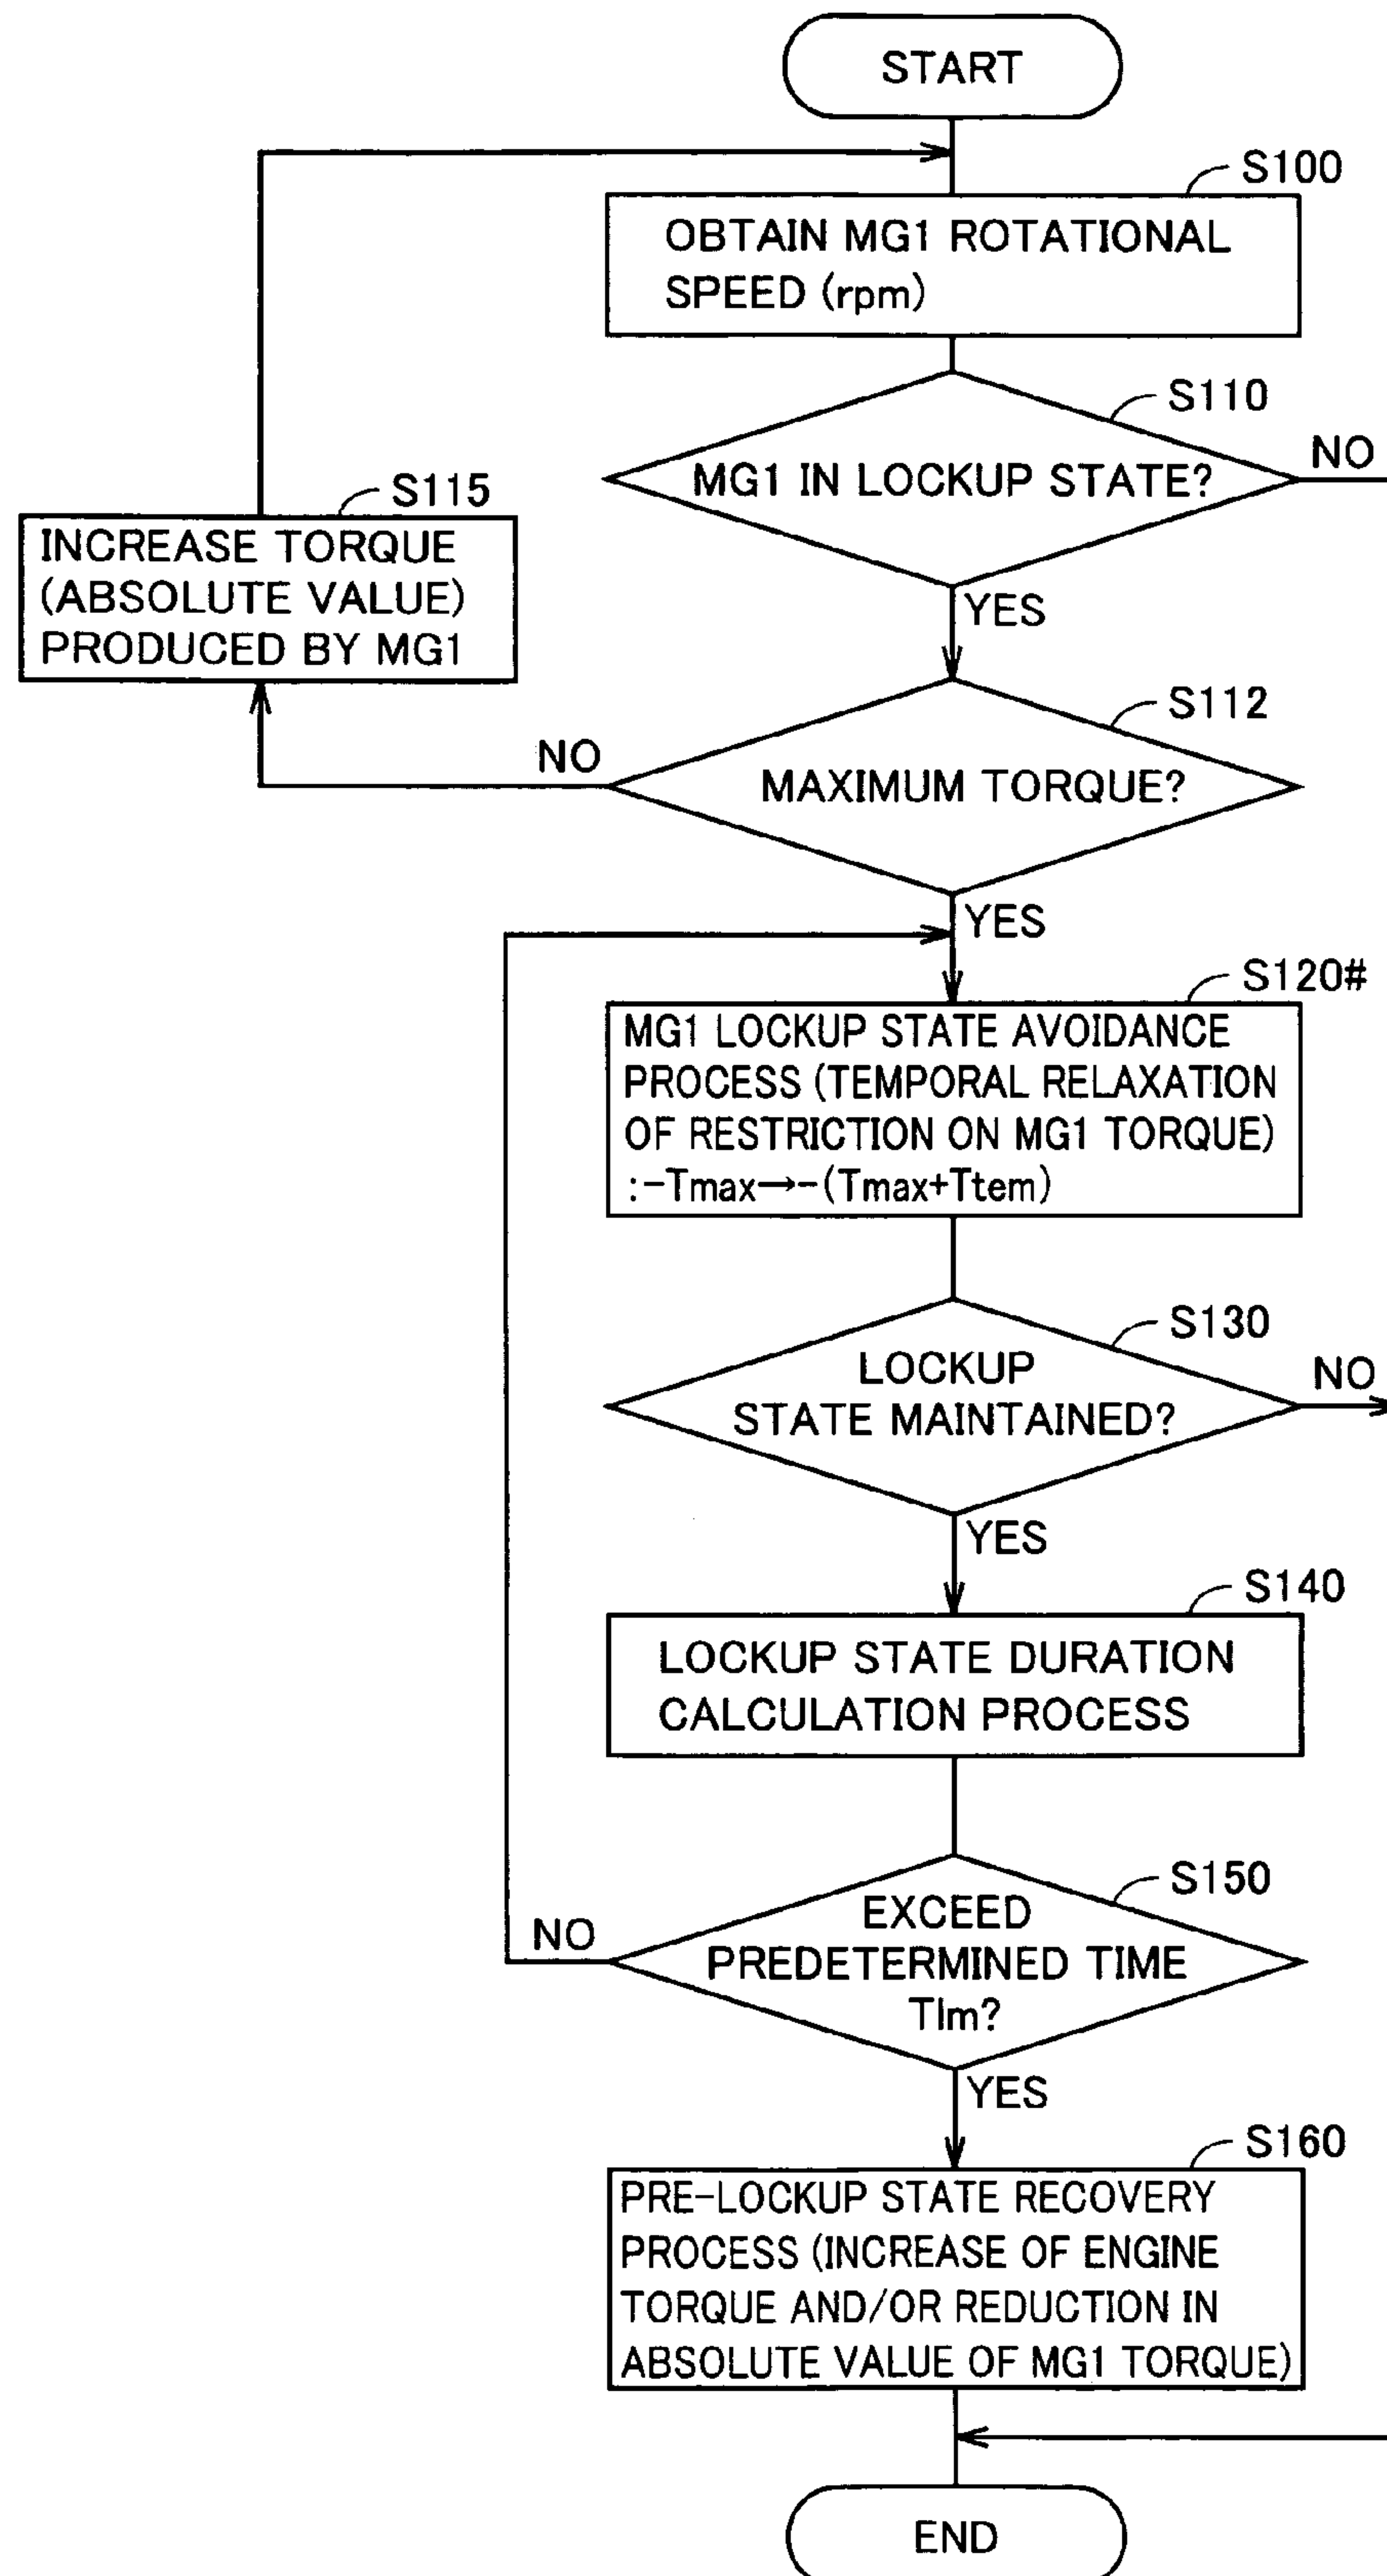 START
S100
OBTAIN MG1 ROTATIONAL
SPEED (rpm)
S110
MG1 IN LOCKUP STATE?
NO
YES
S115
INCREASE TORQUE
(ABSOLUTE VALUE)
PRODUCED BY MG1
S112
MAXIMUM TORQUE?
NO
YES
S120#
MG1 LOCKUP STATE AVOIDANCE
PROCESS (TEMPORAL RELAXATION
OF RESTRICTION ON MG1 TORQUE)
:-Tmax→-(Tmax+Ttem)
S130
LOCKUP
STATE MAINTAINED?
NO
YES
S140
LOCKUP STATE DURATION
CALCULATION PROCESS
S150
EXCEED
PREDETERMINED TIME
Tlm?
NO
YES
S160
PRE-LOCKUP STATE RECOVERY
PROCESS (INCREASE OF ENGINE
TORQUE AND/OR REDUCTION IN
ABSOLUTE VALUE OF MG1 TORQUE)
END